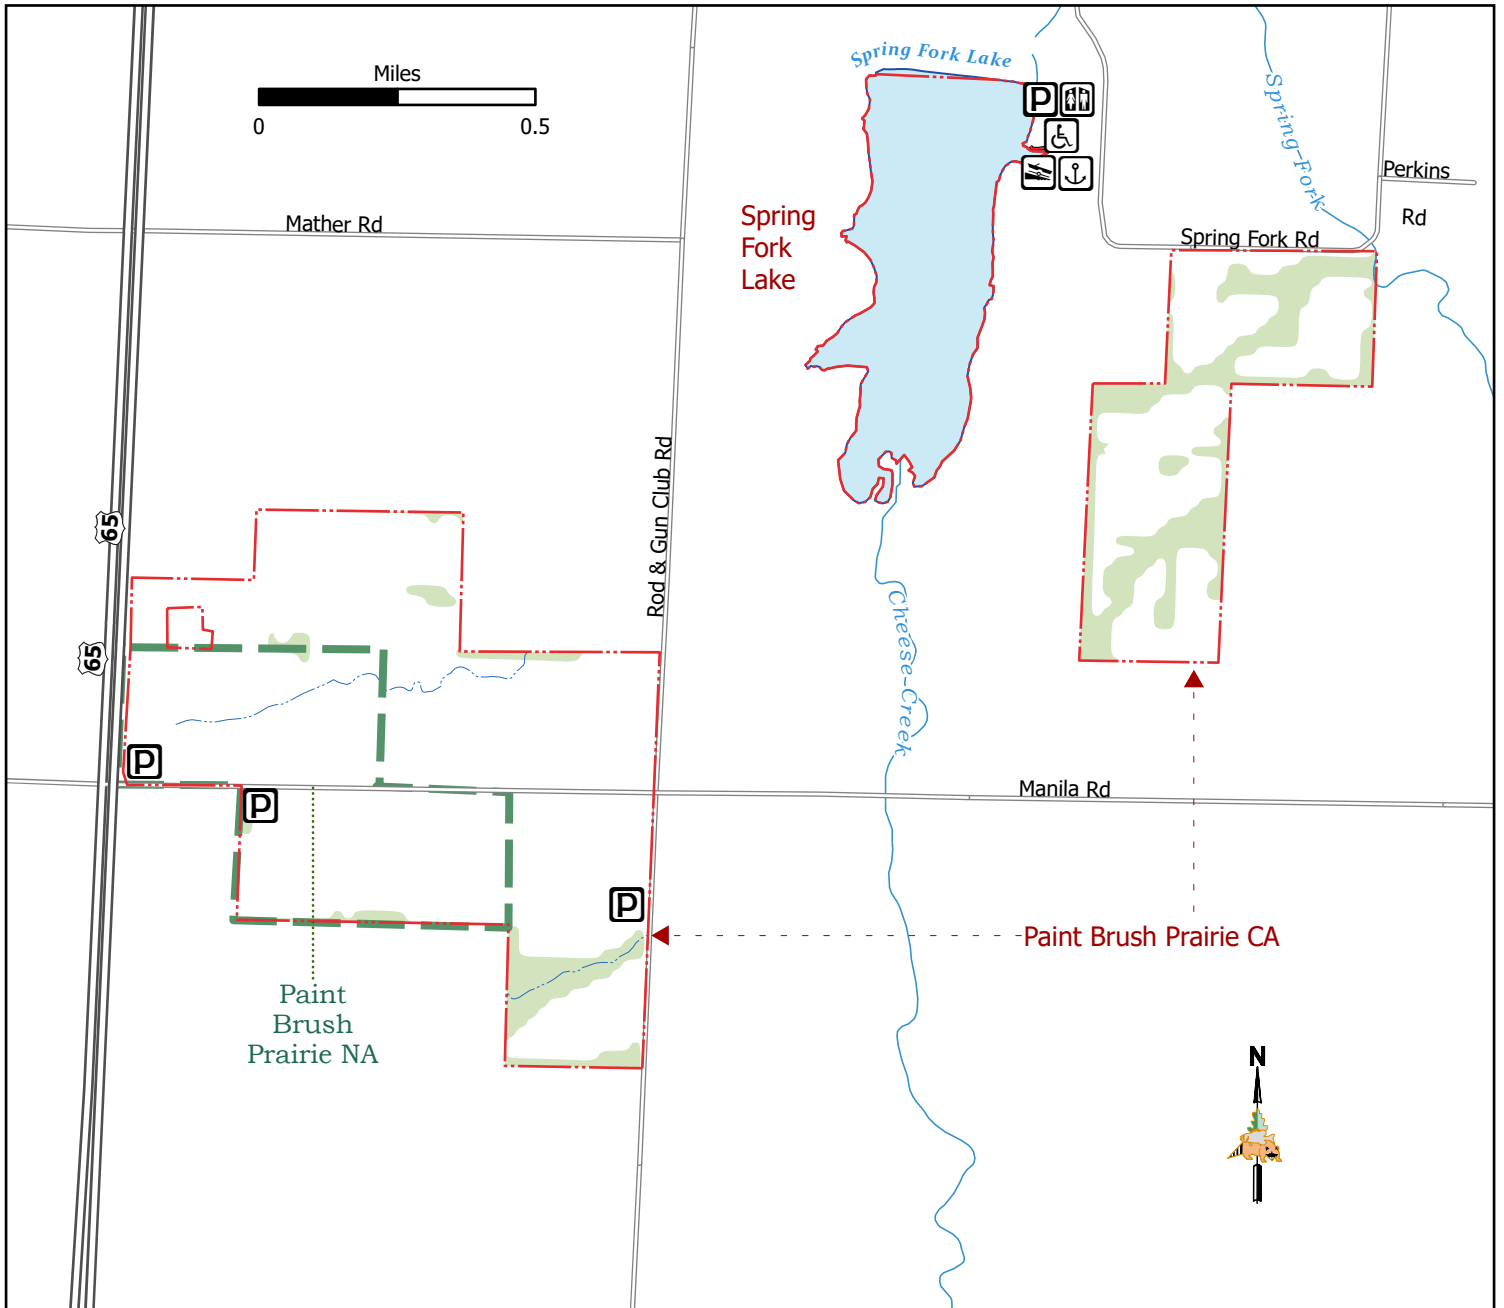 Spring Fork Lake
Miles
0 0.5
P
Spring-Fork
Perkins
Rd
Mather Rd
Spring
Fork
Lake
Spring Fork Rd
Rod & Gun Club Rd
65
65
Cheese-Creek
P
P
Manila Rd
P
Paint Brush Prairie CA
Paint
Brush
Prairie NA
N